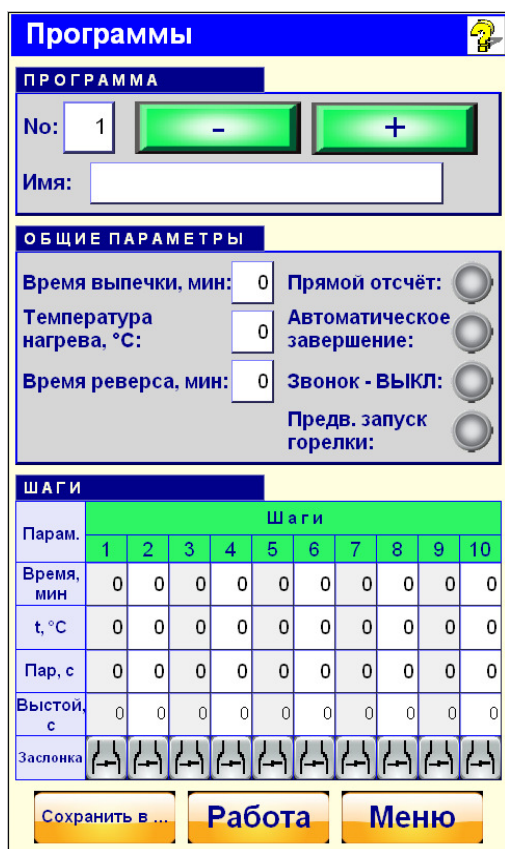 Программы
ПРОГРАММА
No: 1 - +
Имя:
ОБЩИЕ ПАРАМЕТРЫ
Время выпечки, мин: 0 Прямой отсчёт:
Температура нагрева, °C: 0 Автоматическое завершение:
Время реверса, мин: 0 Звонок - ВЫКЛ:
Предв. запуск горелки:
ШАГИ
Парам. Шаги
1 2 3 4 5 6 7 8 9 10
Время, мин 0 0 0 0 0 0 0 0 0 0
t, °C 0 0 0 0 0 0 0 0 0 0
Пар, с 0 0 0 0 0 0 0 0 0 0
Выстой, с 0 0 0 0 0 0 0 0 0 0
Заслонка
Сохранить в ... Работа Меню